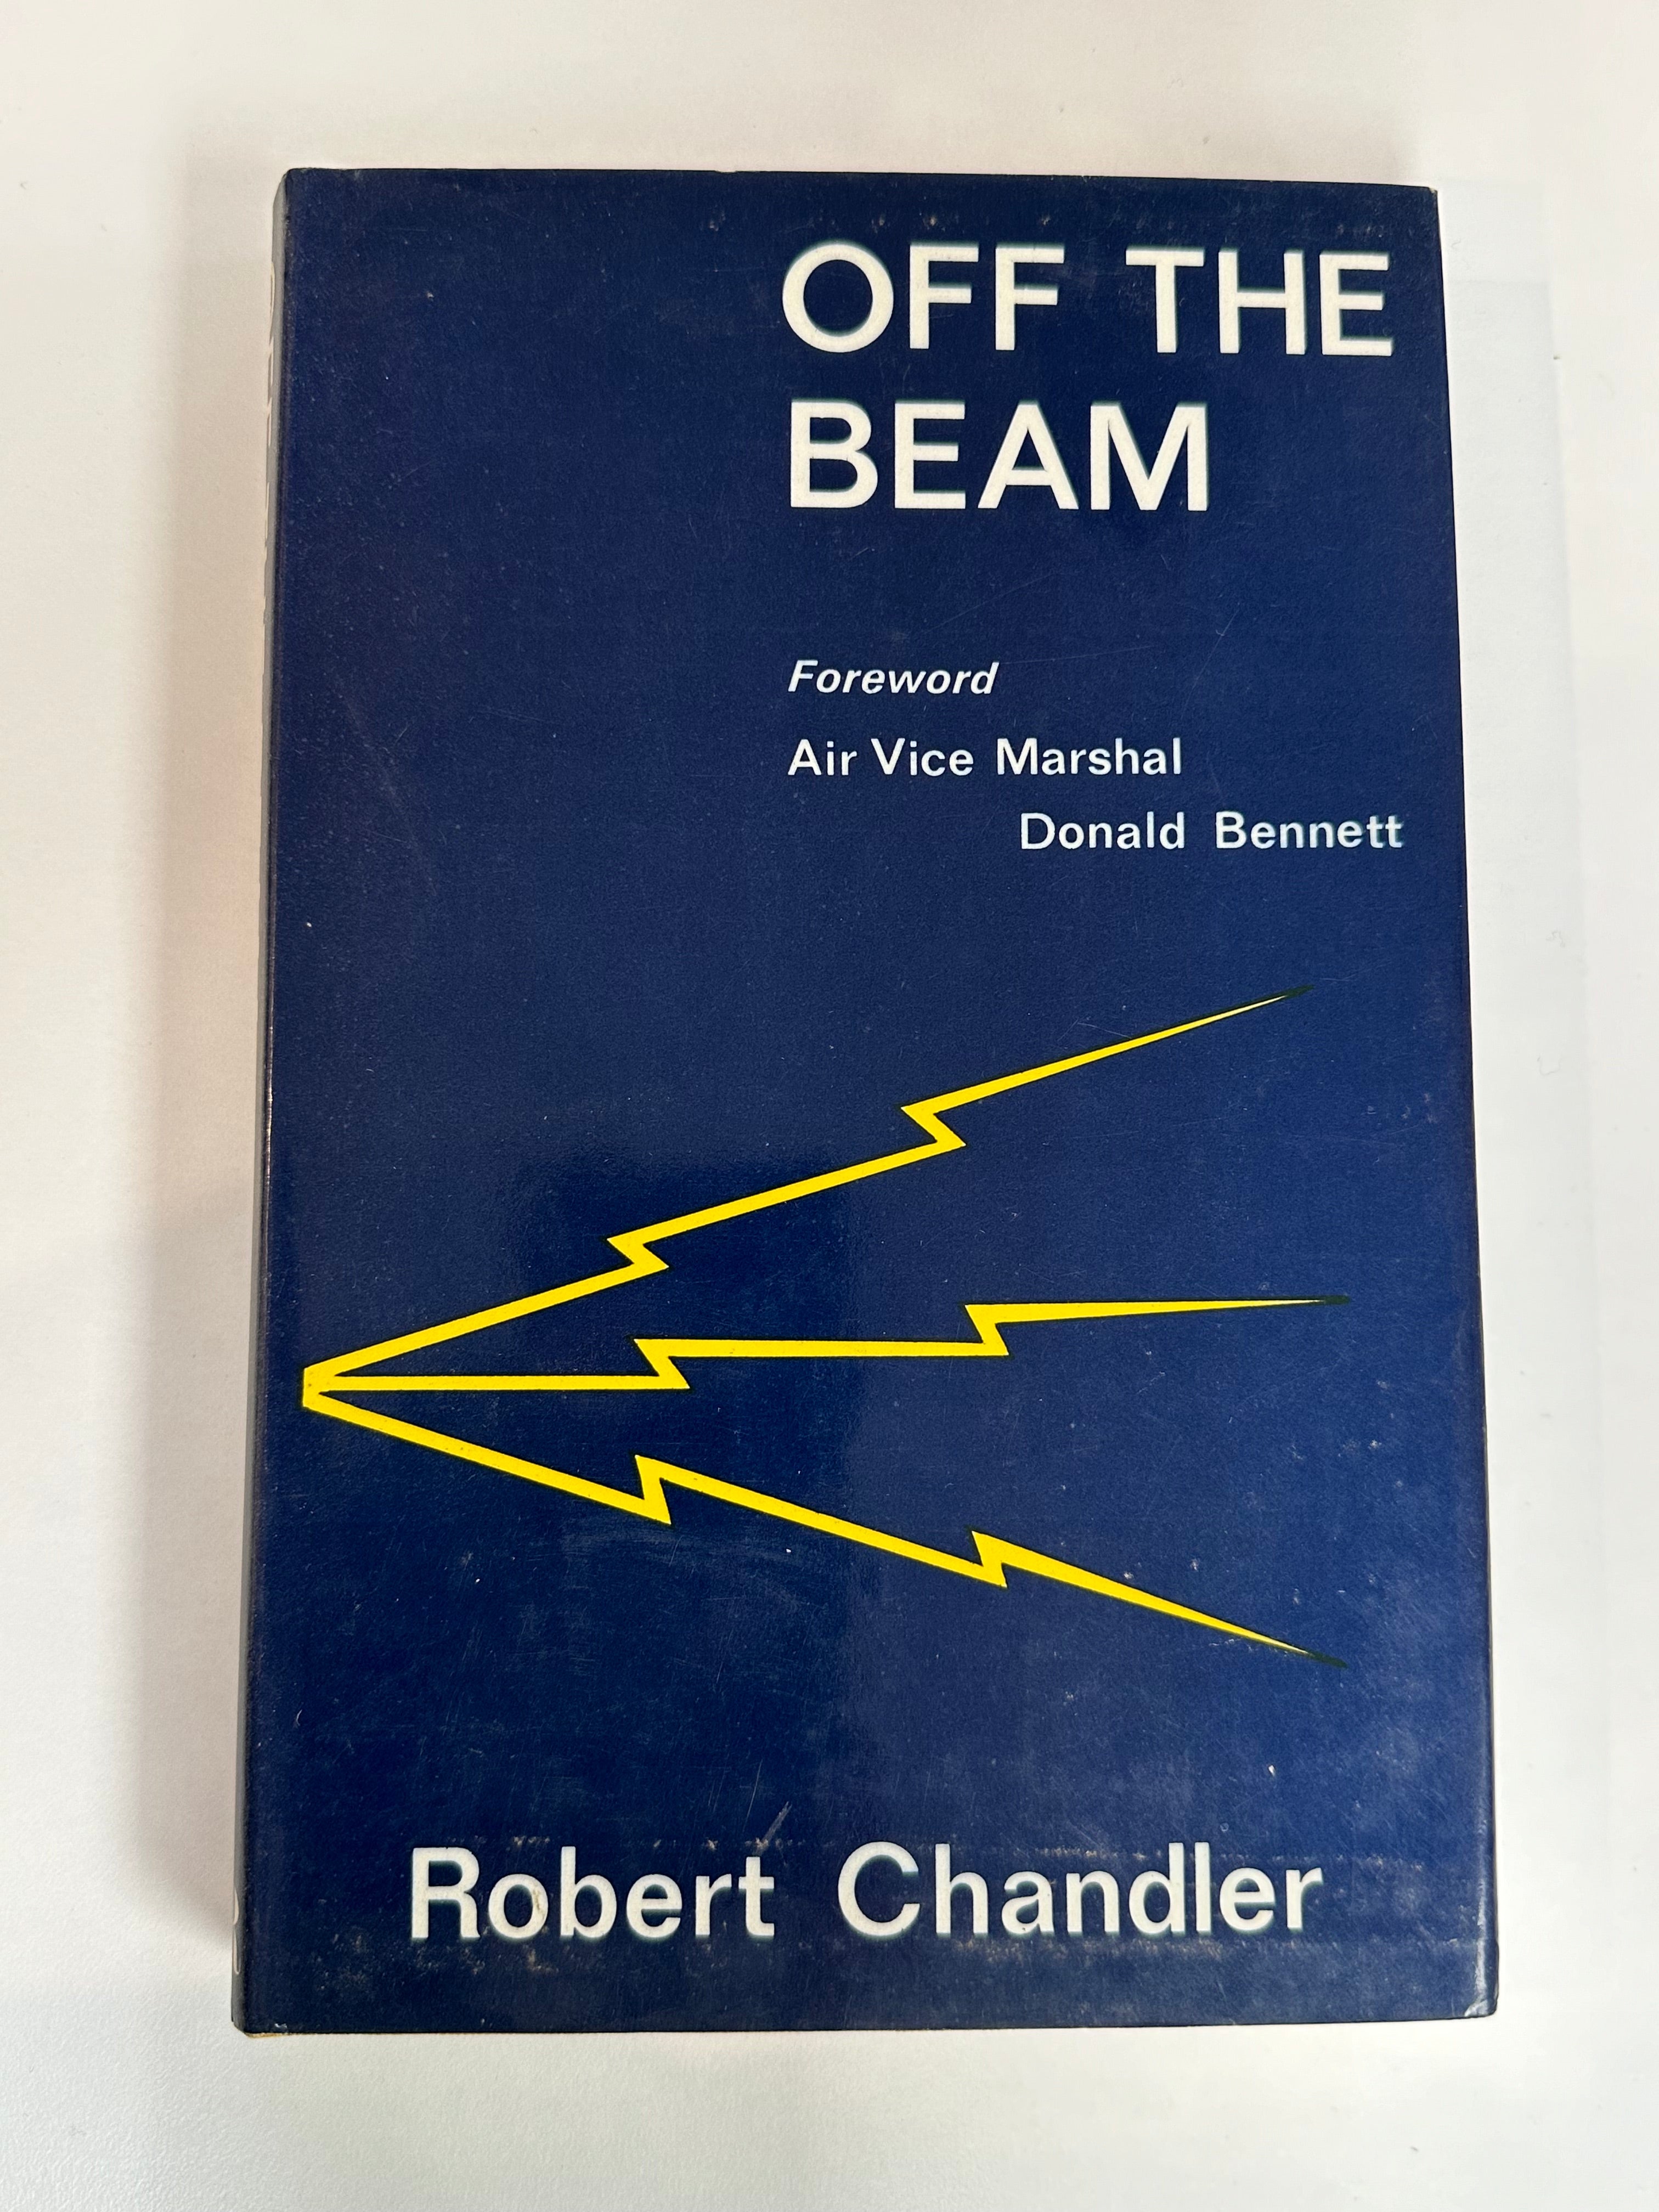 OFF THE
BEAM
Foreword
Air Vice Marshal
Donald Bennett
Robert Chandler